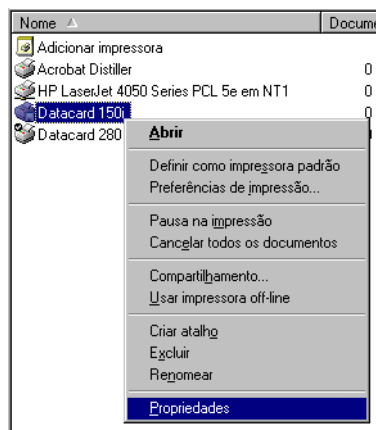 Nome Docume
Adicionar impressora
Acrobat Distiller 0
HP LaserJet 4050 Series PCL 5e em NT1 0
Datacard 150i 0
Datacard 280
Abrir
Definir como impressora padrão
Preferências de impressão...
Pausa na impressão
Cancelar todos os documentos
Compartilhamento...
Usar impressora off-line
Criar atalho
Excluir
Renomear
Propriedades